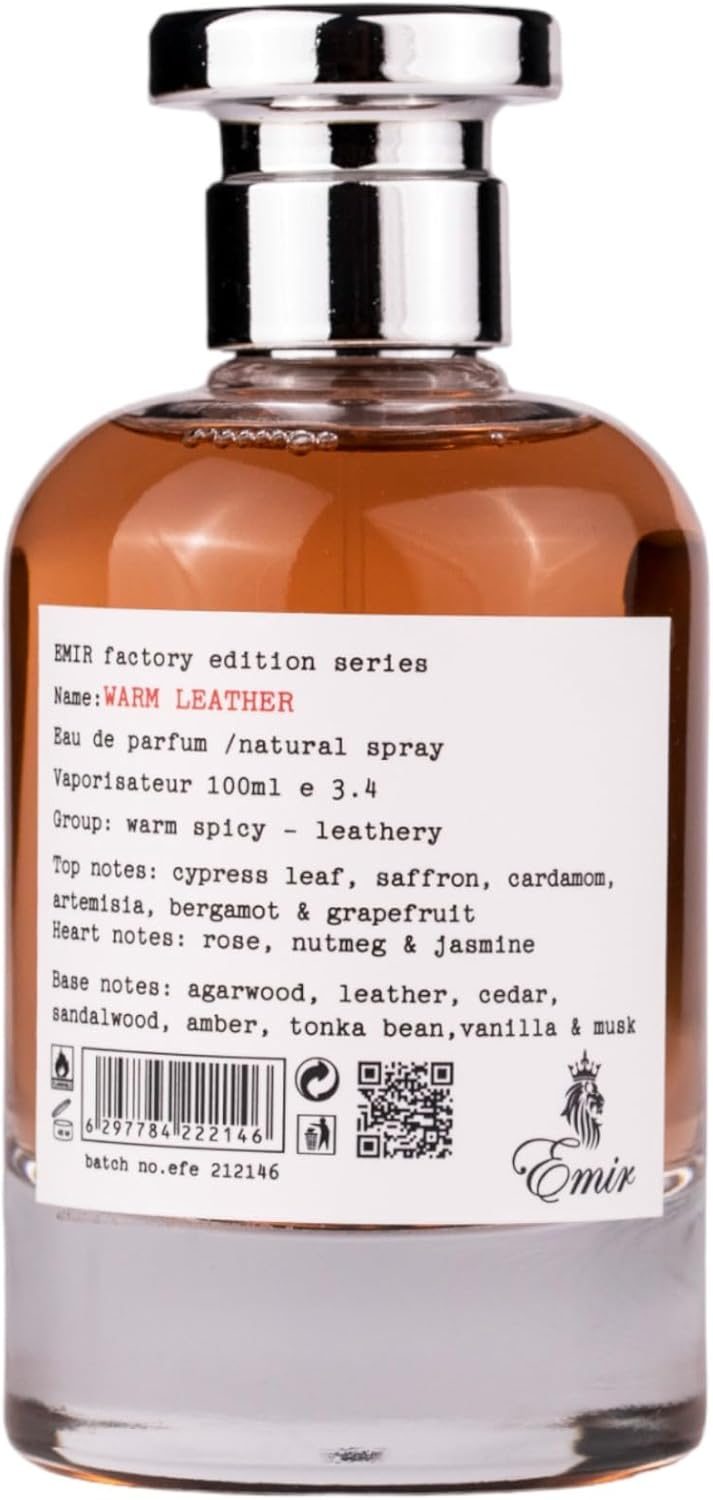 EMIR factory edition series
Name:WARM LEATHER
Eau de parfum /natural spray
Vaporisateur 100ml e 3.4
Group: warm spicy - leathery
Top notes: cypress leaf, saffron, cardamom,
artemisia, bergamot & grapefruit
Heart notes: rose, nutmeg & jasmine
Base notes: agarwood, leather, cedar,
sandalwood, amber, tonka bean,vanilla & musk
6 297784 222146
batch no.efe 212146
Emir